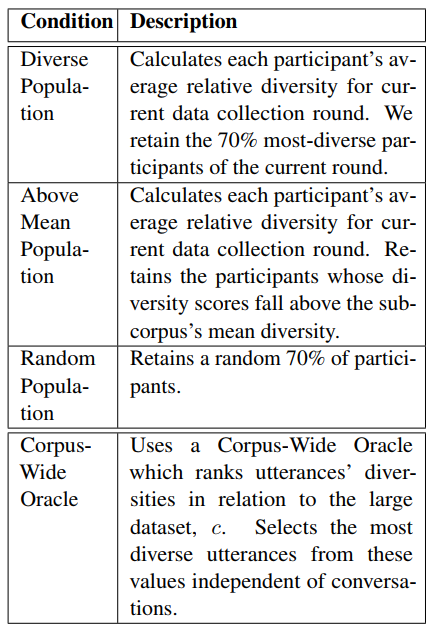 Condition Description
Diverse Calculates each participant's av-
Popula- erage relative diversity for cur-
tion rent data collection round. We
retain the 70% most-diverse par-
ticipants of the current round.
Above Calculates each participant's av-
Mean erage relative diversity for cur-
Popula- rent data collection round. Re-
tion tains the participants whose di-
versity scores fall above the sub-
corpus's mean diversity.
Random Retains a random 70% of partici-
Popula- pants.
tion
Corpus- Uses a Corpus-Wide Oracle
Wide which ranks utterances' diver-
Oracle sities in relation to the large
dataset, c. Selects the most
diverse utterances from these
values independent of conversa-
tions.